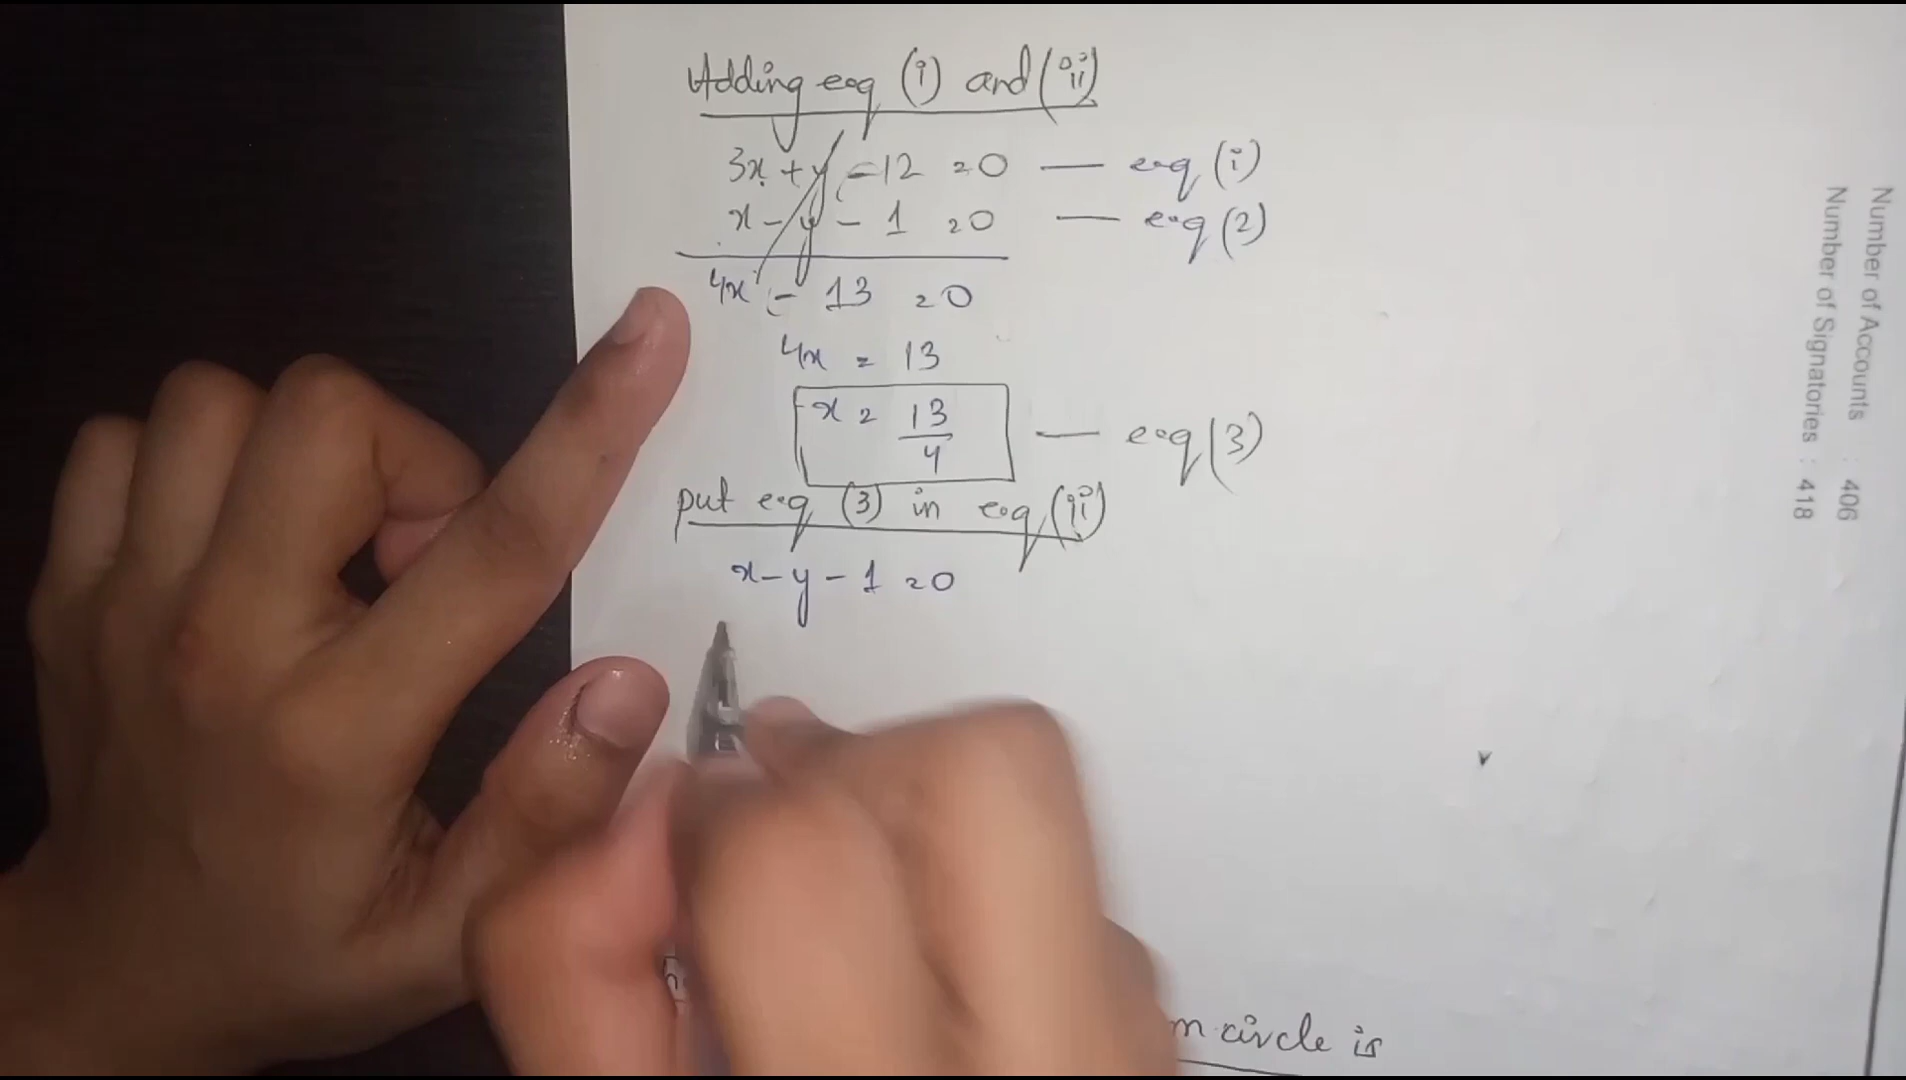 Adding eq (i) and (ii)
3x + y - 12 = 0 — eq (i)
x - y - 1 = 0 — eq (2)
4x - 13 = 0
4x = 13
x = 13/4 — eq (3)
put eq (3) in eq (ii)
x - y - 1 = 0
circle is
Number of Accounts : 406
Number of Signatories : 418